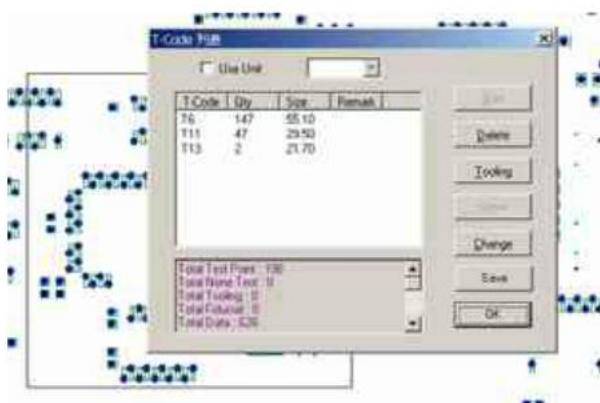 T-Code 列表
Use Unit
T-Code Qty Size Remark
T6 147 55.10
T11 47 29.50
T13 2 21.70
Delete
Tooling
Change
Save
OK
Total Test Point : 196
Total None Test : 0
Total Tooling : 0
Total Fiducial : 0
Total Data : 626